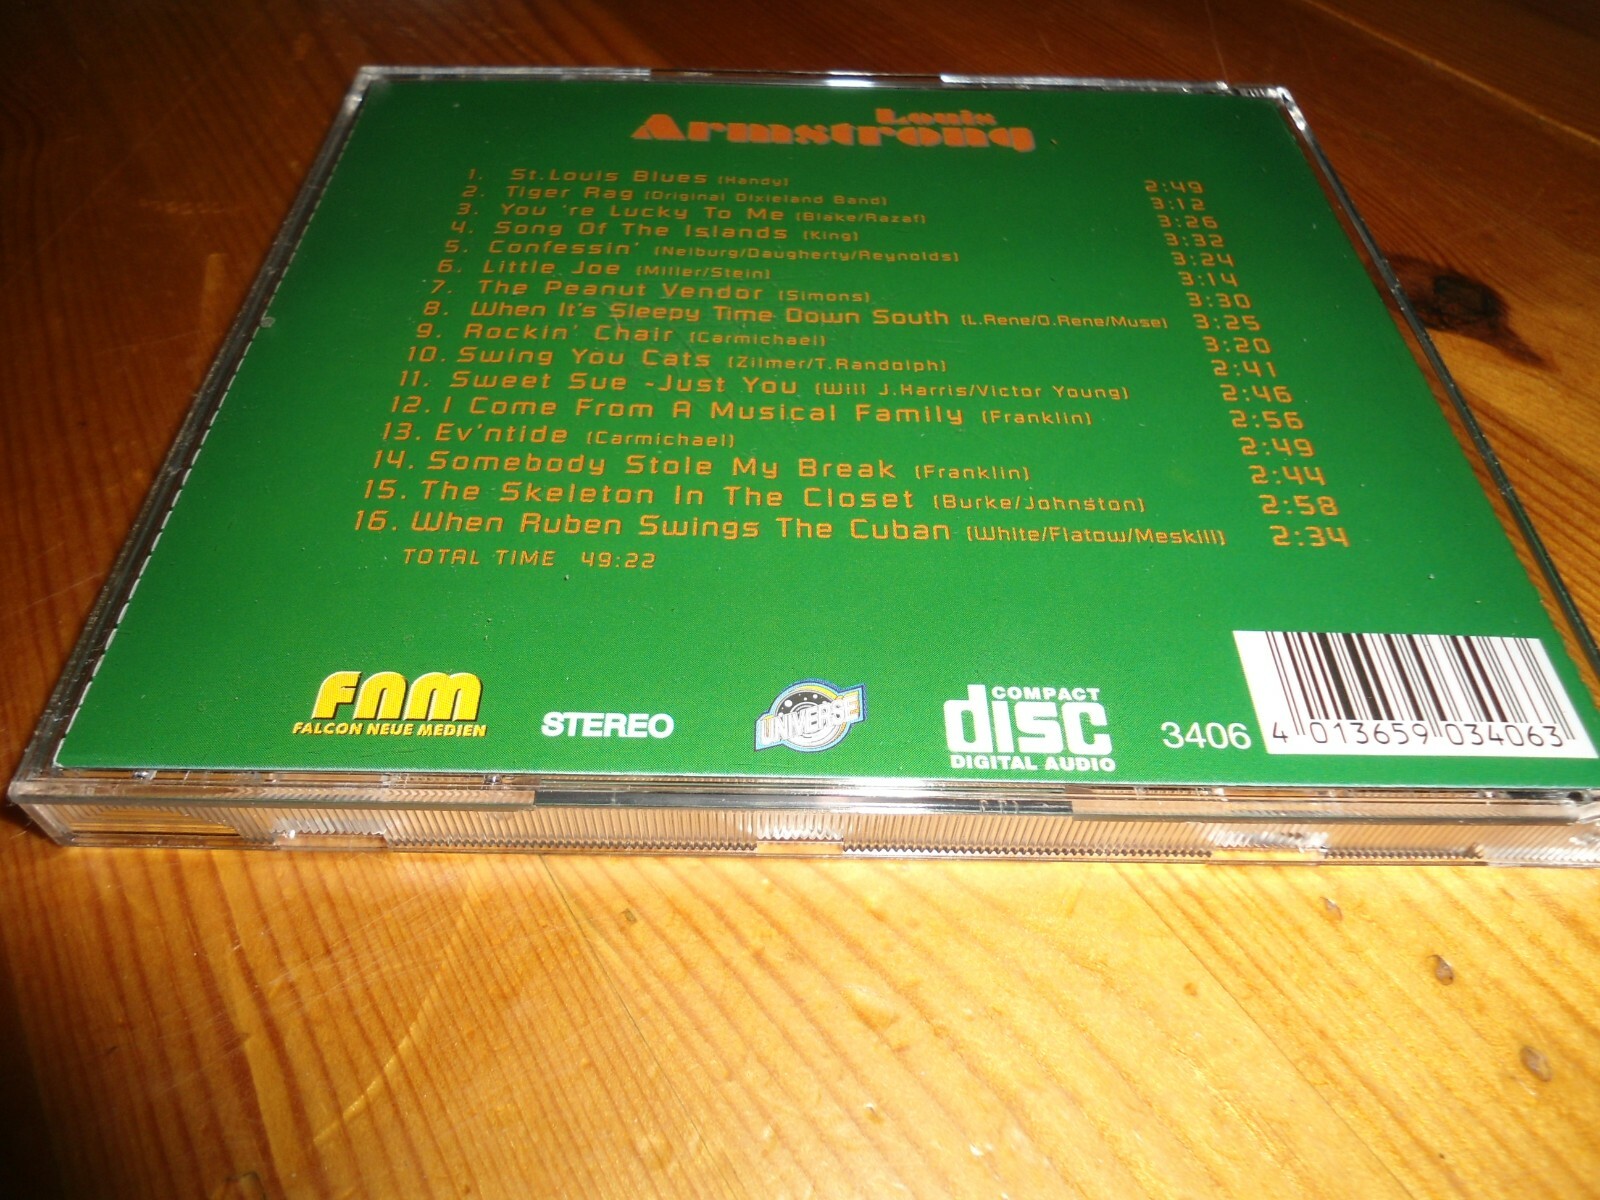 Louis
Armstrong
1. St.Louis Blues (Handy) 2:49
2. Tiger Rag (Original Dixieland Band) 3:12
3. You 're Lucky To Me (Blake/Razaf) 3:26
4. Song Of The Islands (King) 3:32
5. Confessin' (Neiburg/Daugherty/Reynolds) 3:24
6. Little Joe (Miller/Stein) 3:14
7. The Peanut Vendor (Simons) 3:30
8. When It's Sleepy Time Down South (L.Rene/O.Rene/Muse) 3:25
9. Rockin' Chair (Carmichael) 3:20
10. Swing You Cats (Zilmer/T.Randolph) 2:41
11. Sweet Sue -Just You (Will J.Harris/Victor Young) 2:46
12. I Come From A Musical Family (Franklin) 2:56
13. Ev'ntide (Carmichael) 2:49
14. Somebody Stole My Break (Franklin) 2:44
15. The Skeleton In The Closet (Burke/Johnston) 2:58
16. When Ruben Swings The Cuban (White/Flatow/Meskill) 2:34
TOTAL TIME 49:22
FNM
FALCON NEUE MEDIEN
STEREO
UNIVERSE
COMPACT
disc
DIGITAL AUDIO
3406
4 013659 034063